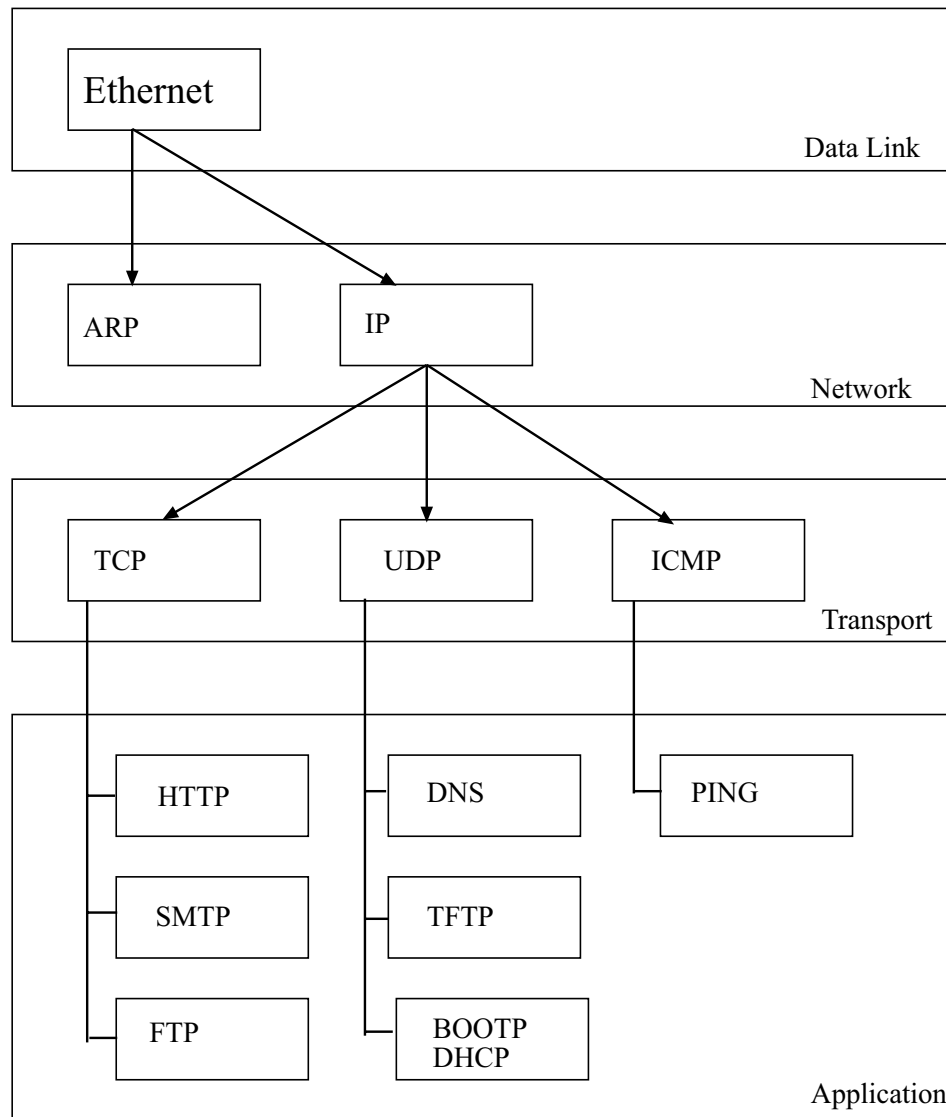 Ethernet
Data Link
ARP
IP
Network
TCP
UDP
ICMP
Transport
HTTP
DNS
PING
SMTP
TFTP
FTP
BOOTP
DHCP
Application